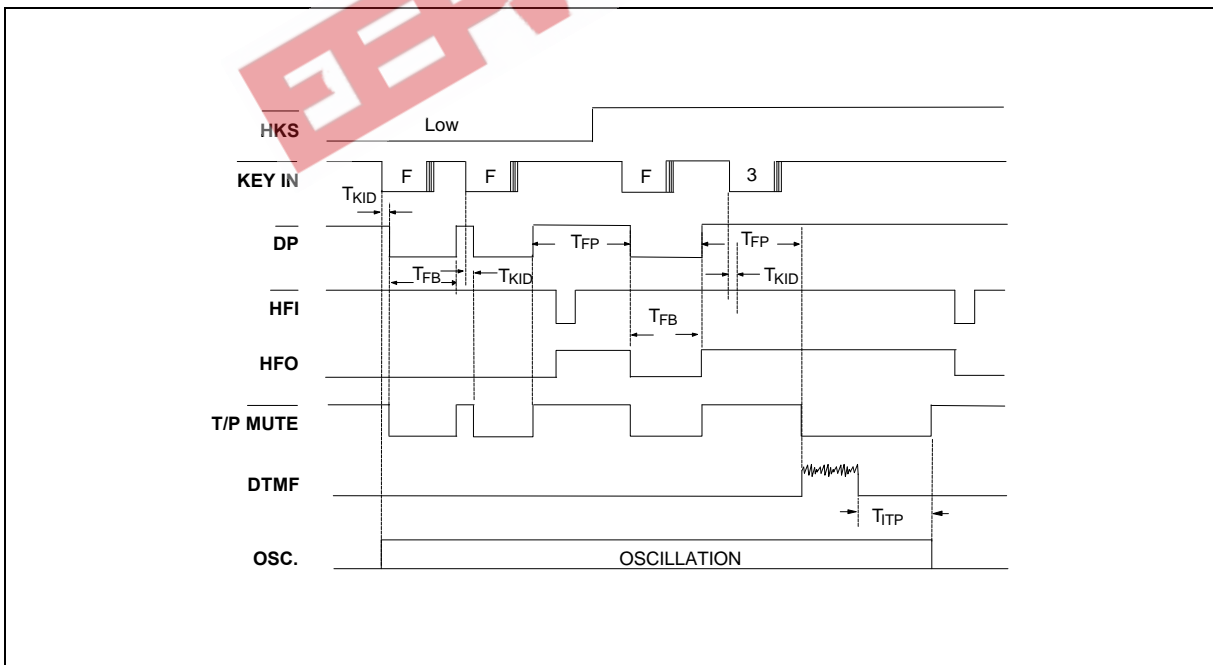 HKS
Low
KEY IN
F
F
F
3
TKID
DP
TFP
TFP
TFB
TKID
TKID
HFI
TFB
HFO
T/P MUTE
DTMF
TITP
OSC.
OSCILLATION